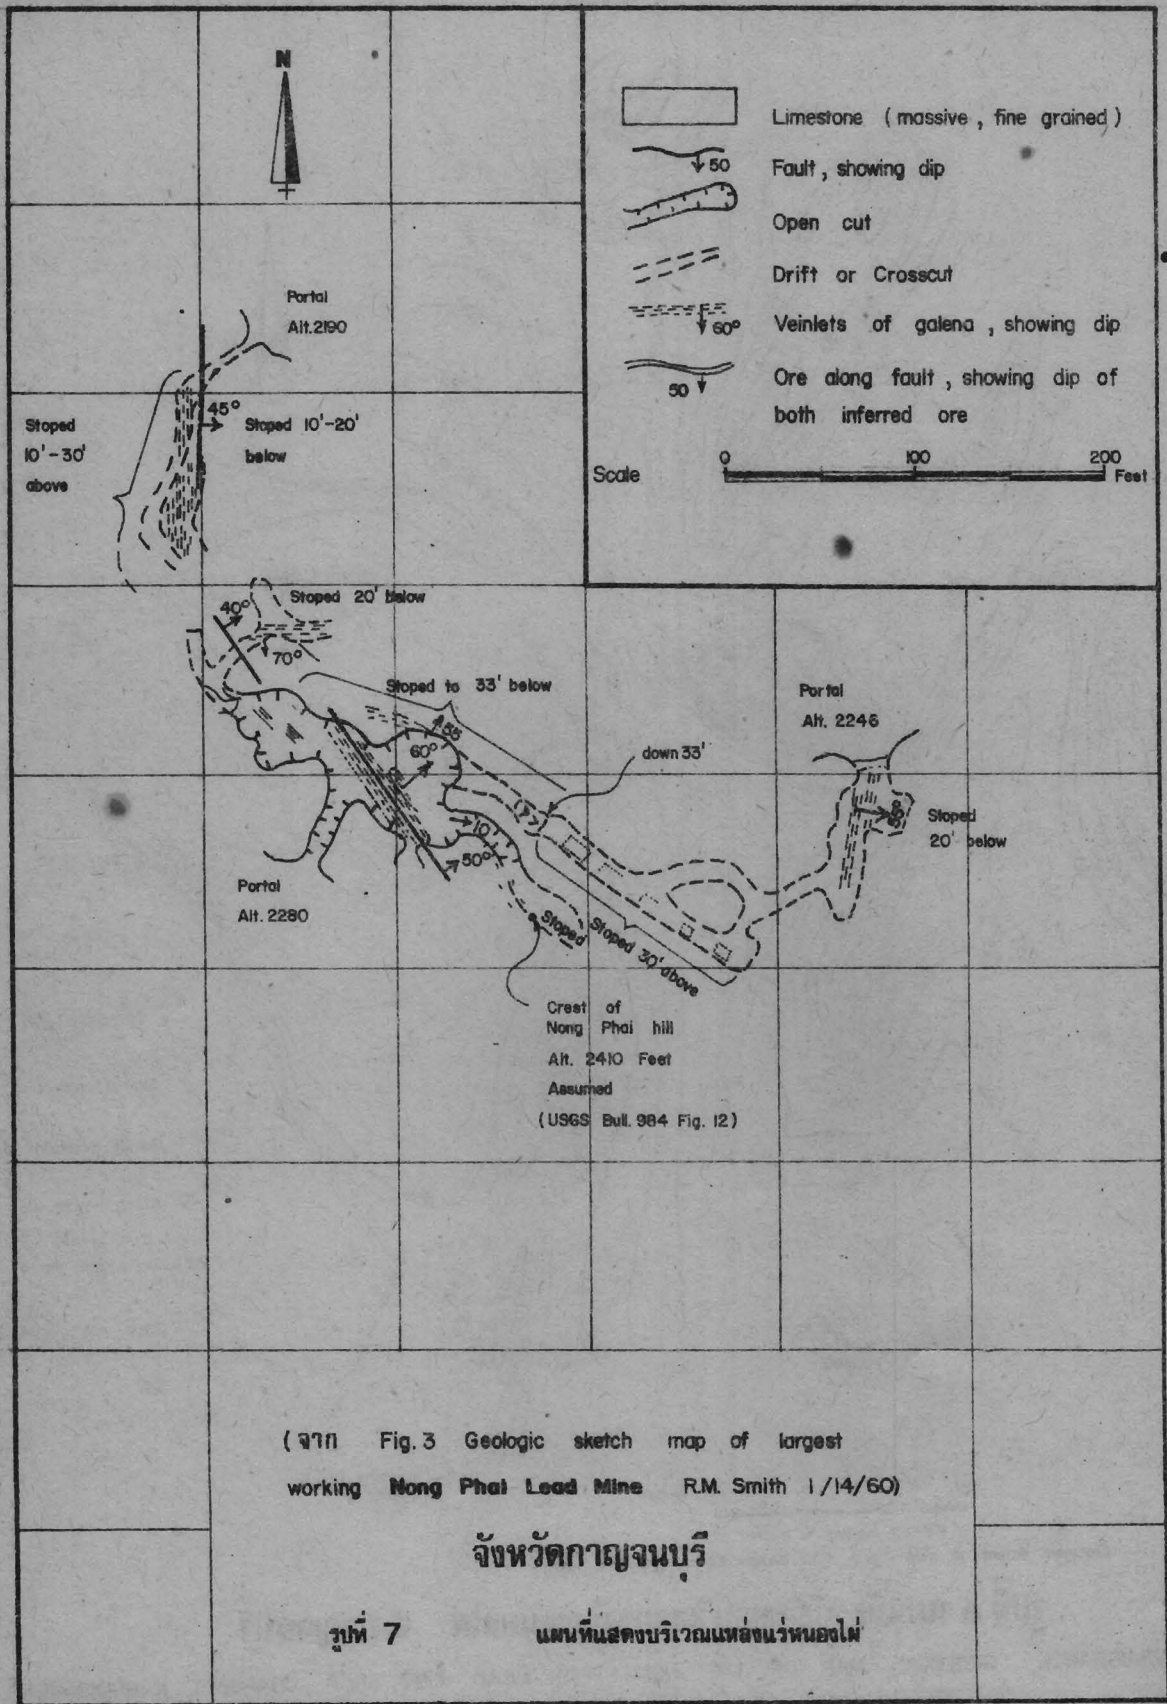 N
Limestone (massive, fine grained)
50
Fault, showing dip
Open cut
Drift or Crosscut
60°
Veinlets of galena, showing dip
50
Ore along fault, showing dip of
both inferred ore
Scale
0 100 200
Feet
Portal
Alt.2190
45°
Stoped
10'-30'
above
Stoped 10'-20'
below
40°
Stoped 20' below
70°
Stoped to 33' below
55
60°
down 33'
10
50°
Portal
Alt. 2280
Stoped
Stoped 30' above
Portal
Alt. 2246
Stoped
20' below
Crest of
Nong Phai hill
Alt. 2410 Feet
Assumed
(USGS Bull. 984 Fig. 12)
(จาก Fig. 3 Geologic sketch map of largest
working Nong Phai Lead Mine R.M. Smith 1/14/60)
จังหวัดกาญจนบุรี
รูปที่ 7 แผนที่แสดงบริเวณแหล่งแร่หนองไผ่